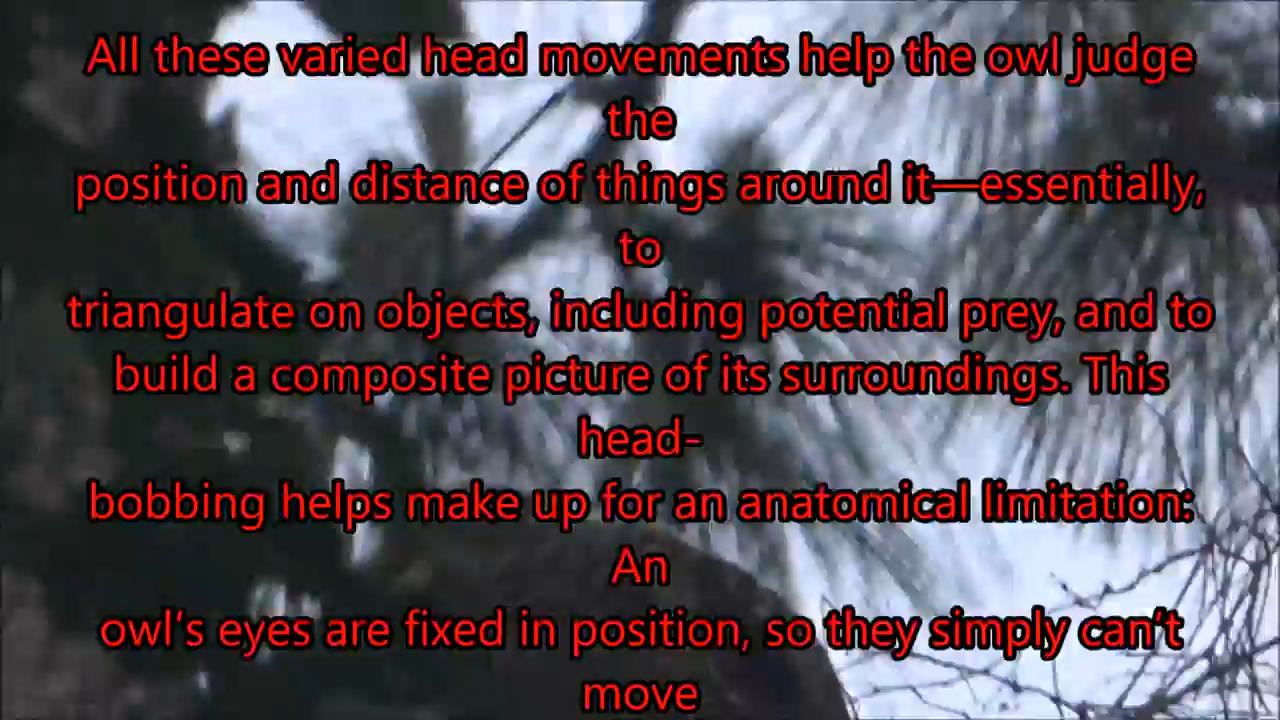 All these varied head movements help the owl judge
the
position and distance of things around it—essentially,
to
triangulate on objects, including potential prey, and to
build a composite picture of its surroundings. This
head-
bobbing helps make up for an anatomical limitation:
An
owl’s eyes are fixed in position, so they simply can’t
move